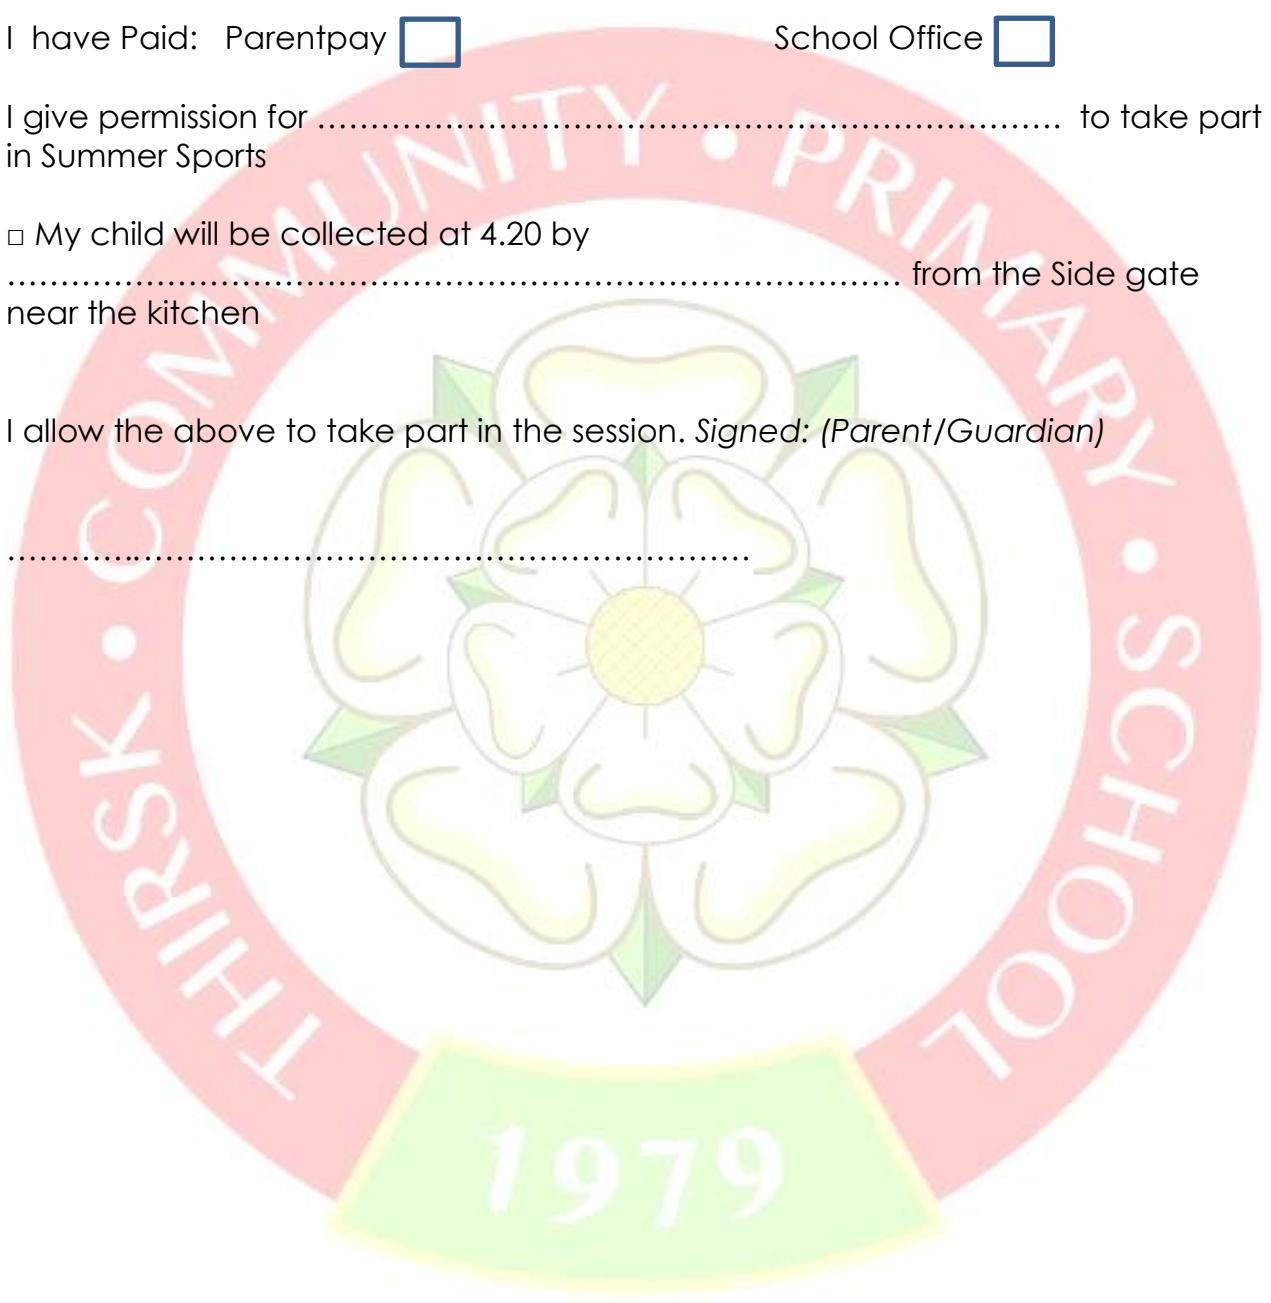 I  have Paid:   Parentpay                                School Office
I give permission for ……………………………………………………………  to take part
in Summer Sports
□ My child will be collected at 4.20 by
………………………………………………………………………… from the Side gate
near the kitchen
I allow the above to take part in the session. Signed: (Parent/Guardian)
…………..…………………………………………………
THIRSK • COMMUNITY • PRIMARY • SCHOOL
1979